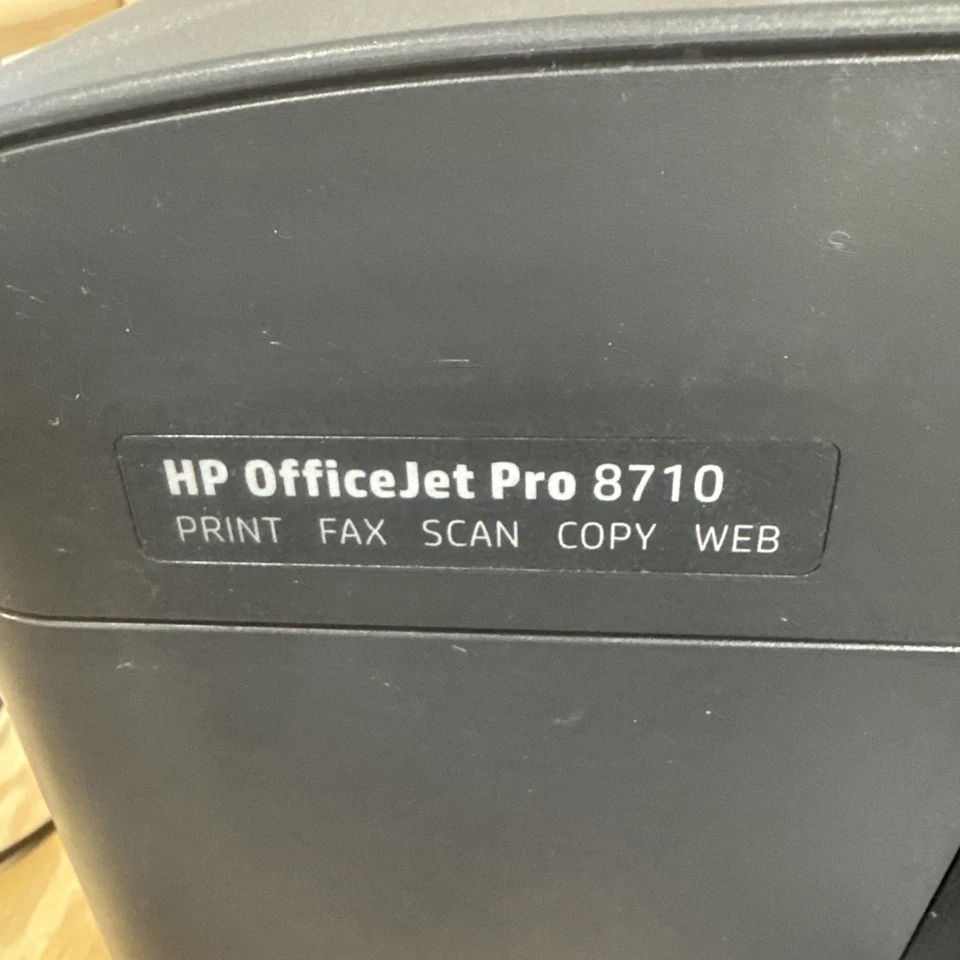 HP OfficeJet Pro 8710
PRINT FAX SCAN COPY WEB